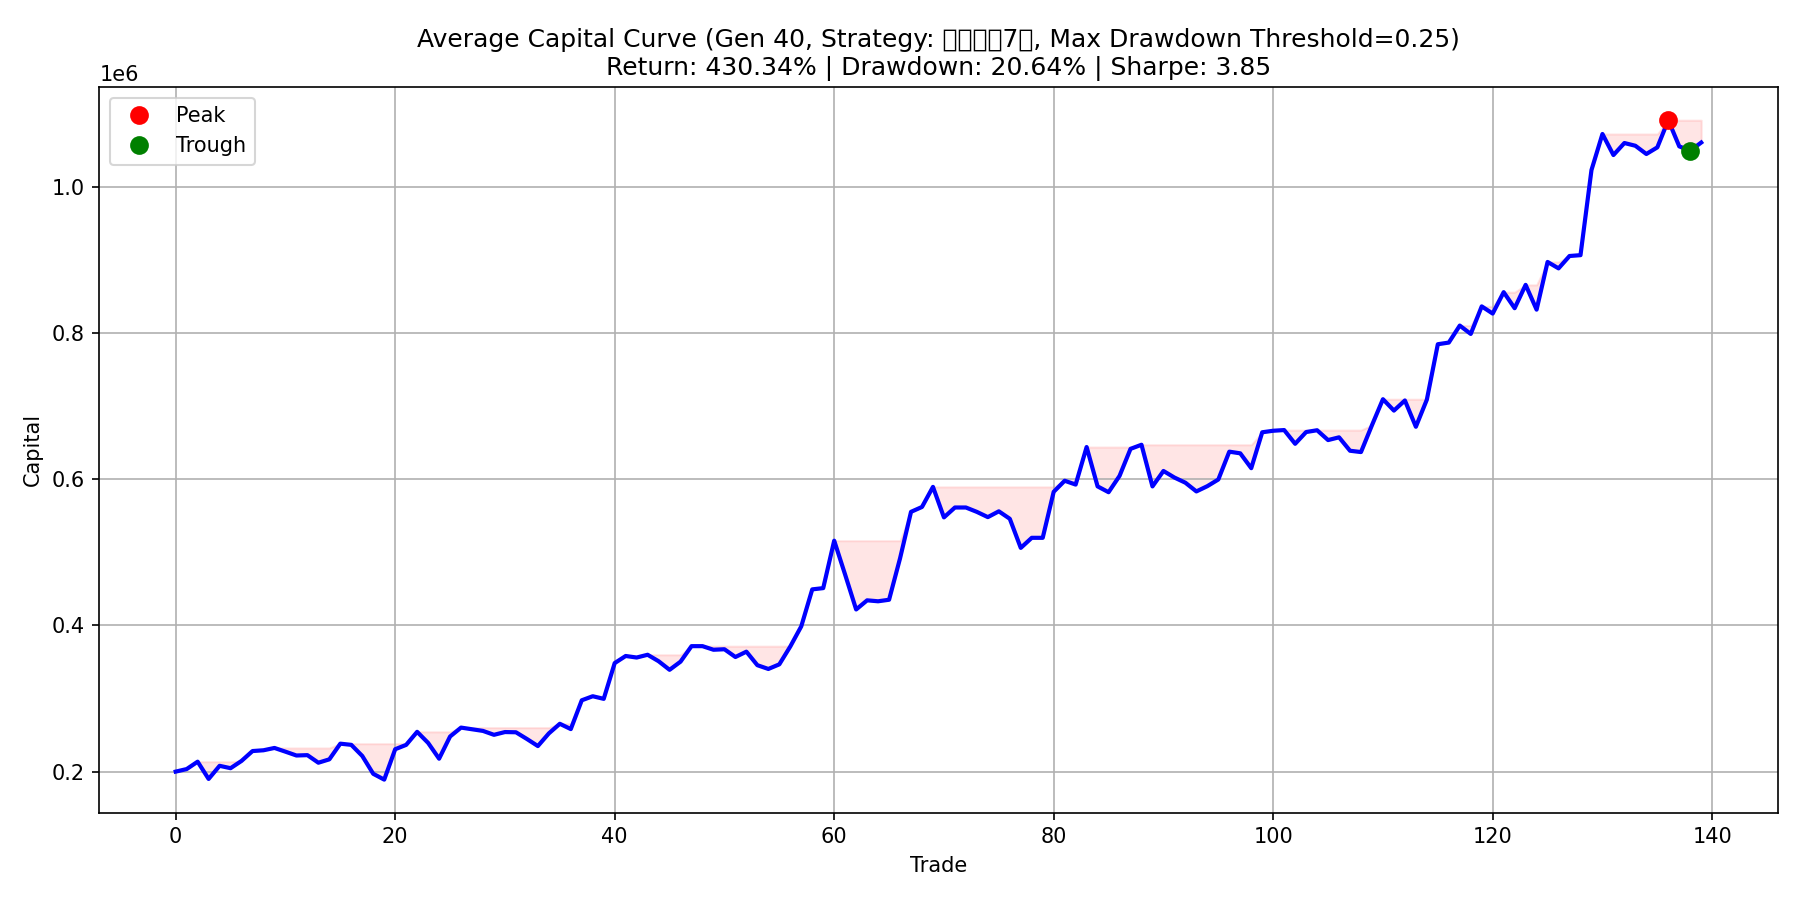 Average Capital Curve (Gen 40, Strategy: □□□□7□, Max Drawdown Threshold=0.25)
Return: 430.34% | Drawdown: 20.64% | Sharpe: 3.85
1e6
Peak
Trough
1.0
0.8
0.6
0.4
0.2
Capital
0 20 40 60 80 100 120 140
Trade